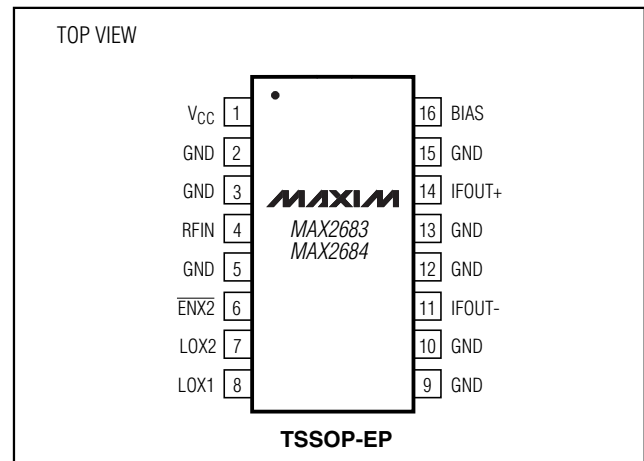 TOP VIEW
VCC 1
GND 2
GND 3
RFIN 4
GND 5
ENX2 6
LOX2 7
LOX1 8
MAXIM
MAX2683
MAX2684
16 BIAS
15 GND
14 IFOUT+
13 GND
12 GND
11 IFOUT-
10 GND
9 GND
TSSOP-EP